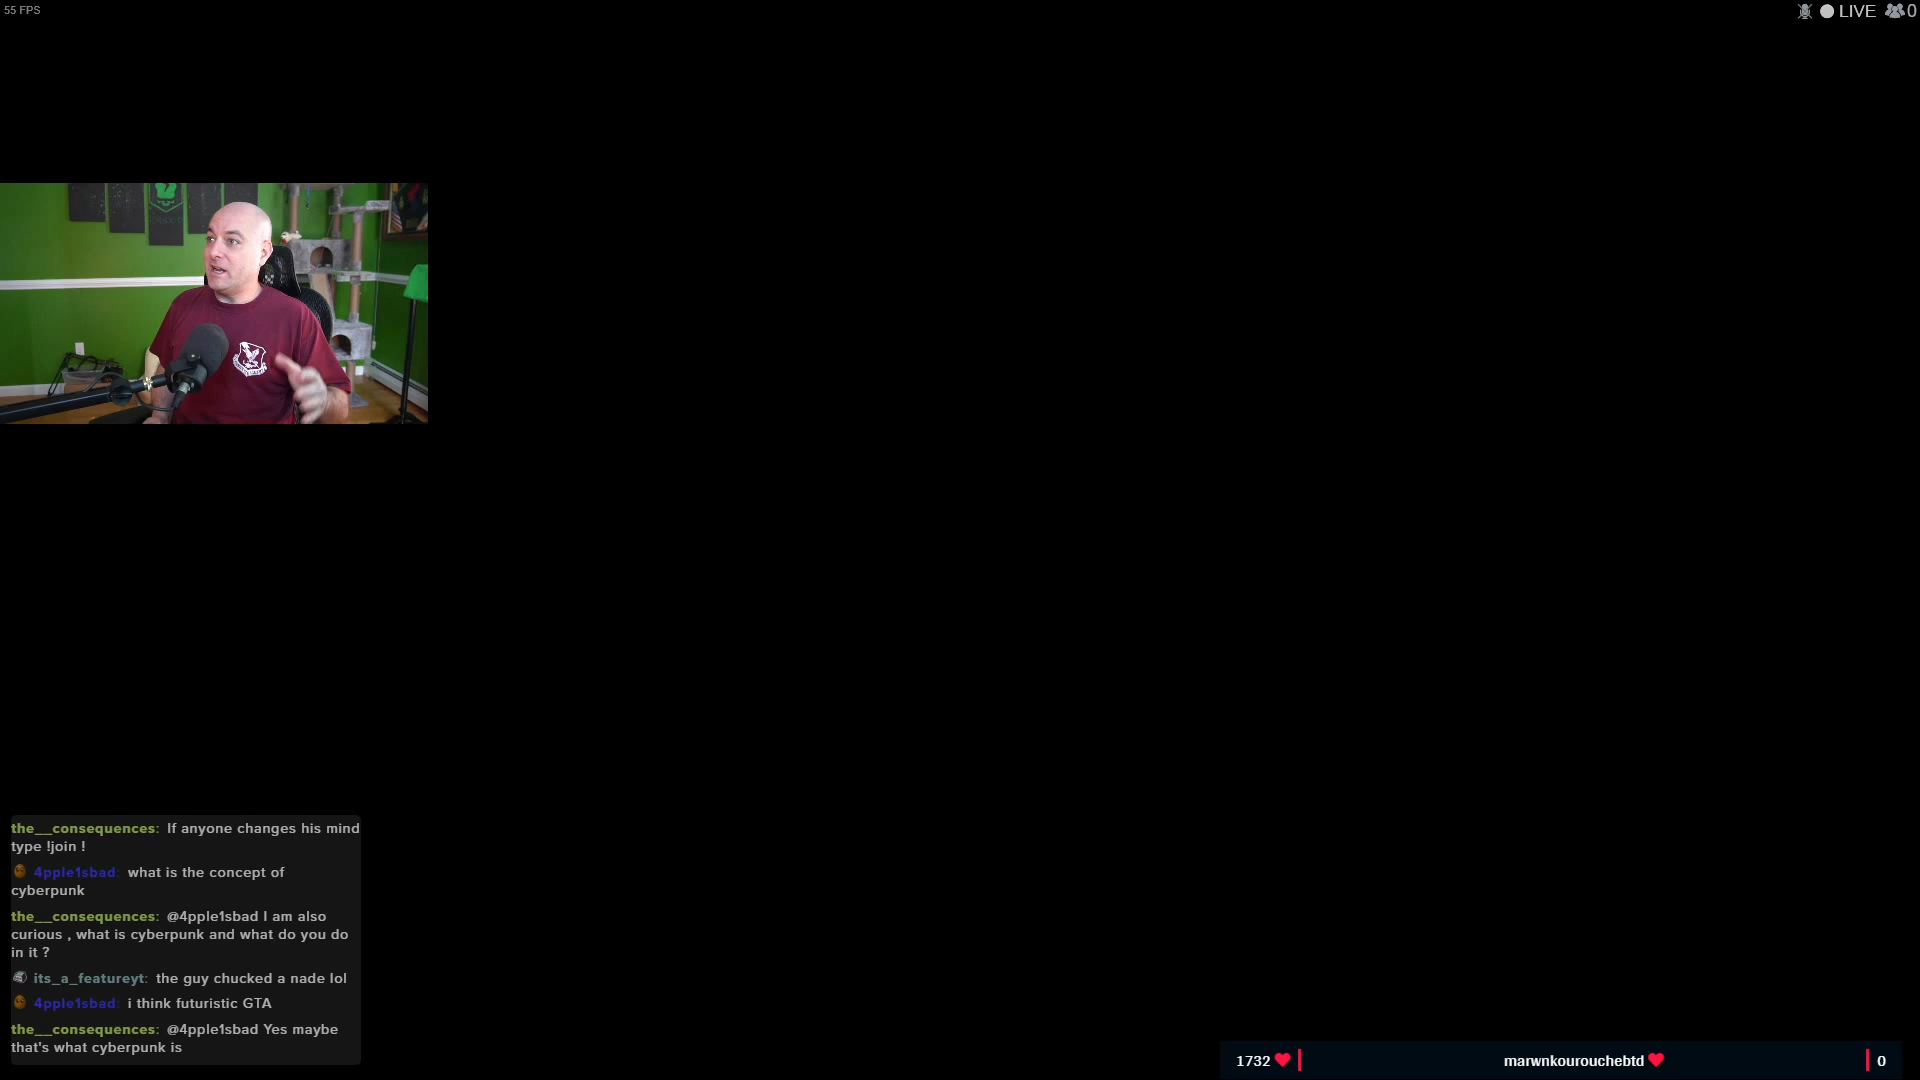 55 FPS
LIVE 0
the__consequences: If anyone changes his mind
type !join !
4pple1sbad: what is the concept of
cyberpunk
the__consequences: @4pple1sbad I am also
curious , what is cyberpunk and what do you do
in it ?
its_a_featureyt: the guy chucked a nade lol
4pple1sbad: i think futuristic GTA
the__consequences: @4pple1sbad Yes maybe
that's what cyberpunk is
1732 marwnkourouchebtd 0